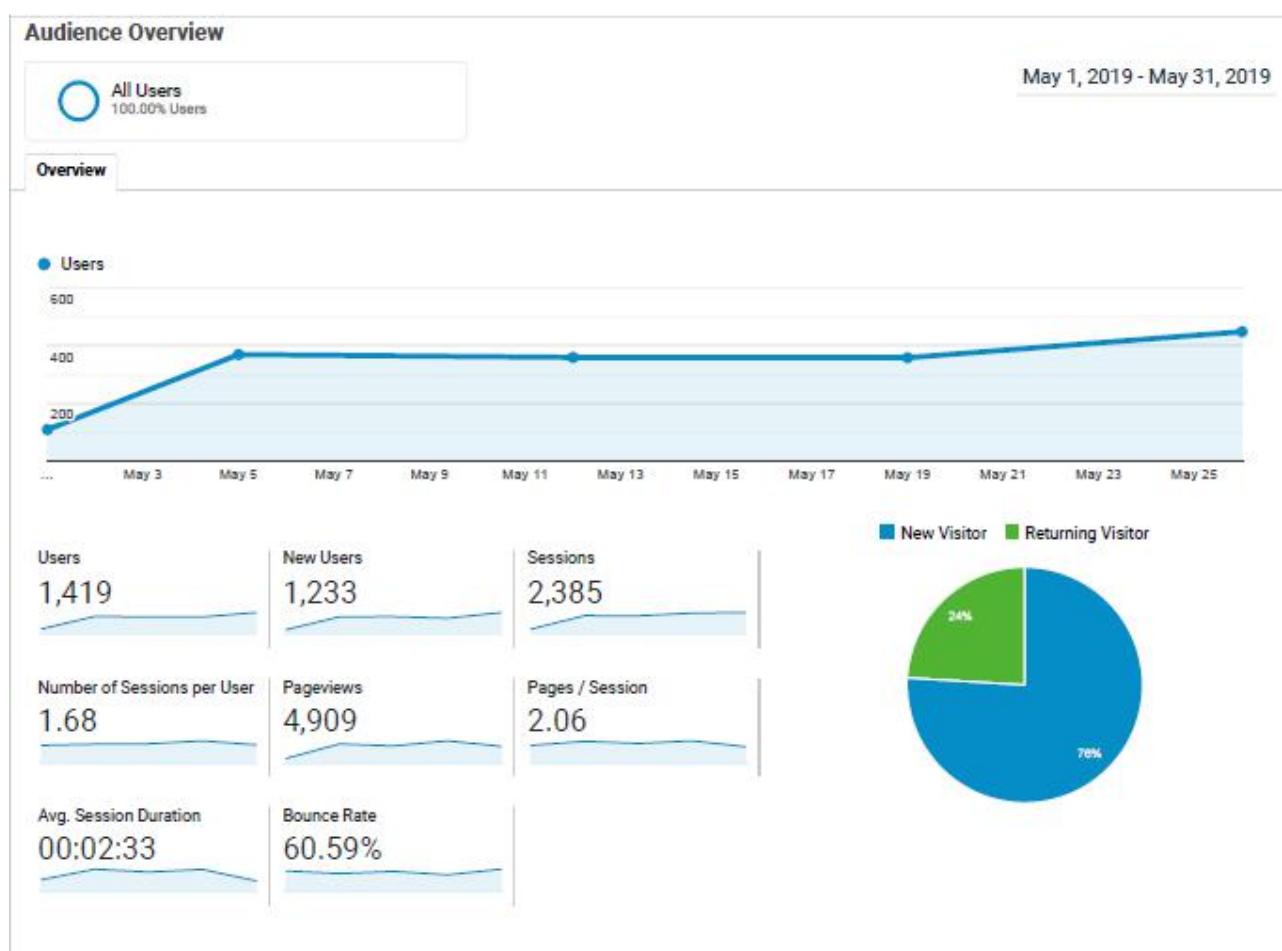 Audience Overview
All Users
100.00% Users
May 1, 2019 - May 31, 2019
Overview
Users
600
400
200
... May 3 May 5 May 7 May 9 May 11 May 13 May 15 May 17 May 19 May 21 May 23 May 25
New Visitor Returning Visitor
Users New Users Sessions
1,419 1,233 2,385
Number of Sessions per User Pageviews Pages / Session
1.68 4,909 2.06
Avg. Session Duration Bounce Rate
00:02:33 60.59%
24%
76%